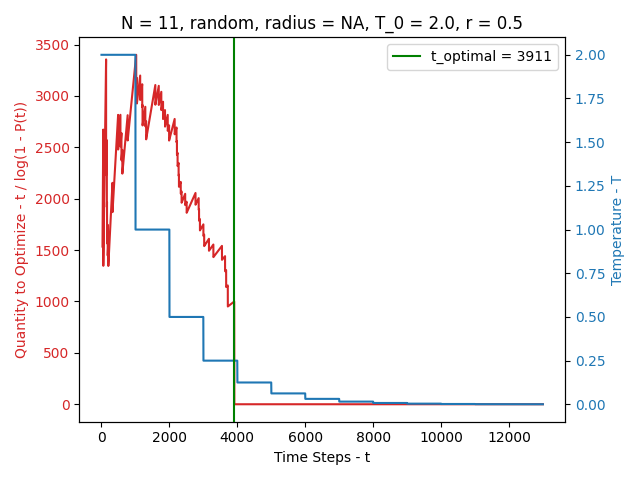 N = 11, random, radius = NA, T_0 = 2.0, r = 0.5
t_optimal = 3911
Quantity to Optimize - t / log(1 - P(t))
3500
3000
2500
2000
1500
1000
500
0
2.00
1.75
1.50
1.25
1.00
0.75
0.50
0.25
0.00
Temperature - T
0 2000 4000 6000 8000 10000 12000
Time Steps - t